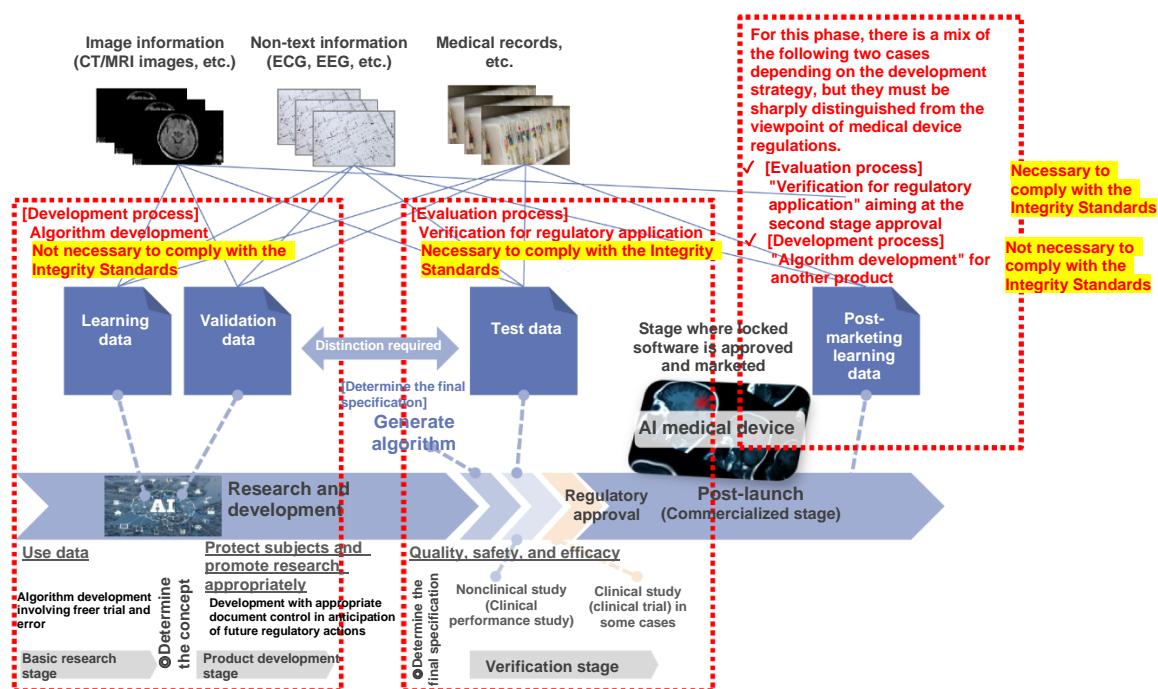 Image information
(CT/MRI images, etc.)
Non-text information
(ECG, EEG, etc.)
Medical records,
etc.
For this phase, there is a mix of
the following two cases
depending on the development
strategy, but they must be
sharply distinguished from the
viewpoint of medical device
regulations.
✓ [Evaluation process]
"Verification for regulatory
application" aiming at the
second stage approval
✓ [Development process]
"Algorithm development" for
another product
Necessary to
comply with the
Integrity Standards
Not necessary to
comply with the
Integrity Standards
[Development process]
Algorithm development
Not necessary to comply with the
Integrity Standards
[Evaluation process]
Verification for regulatory application
Necessary to comply with the Integrity
Standards
Learning
data
Validation
data
Distinction required
Test data
Stage where locked
software is approved
and marketed
Post-
marketing
learning
data
[Determine the final
specification]
Generate
algorithm
AI medical device
AI
Research and
development
Regulatory
approval
Post-launch
(Commercialized stage)
Use data
Protect subjects and
promote research
appropriately
Quality, safety, and efficacy
Algorithm development
involving freer trial and
error
◎Determine
the concept
Development with appropriate
document control in anticipation
of future regulatory actions
◎Determine the
final specification
Nonclinical study
(Clinical
performance study)
Clinical study
(clinical trial) in
some cases
Basic research
stage
Product development
stage
Verification stage